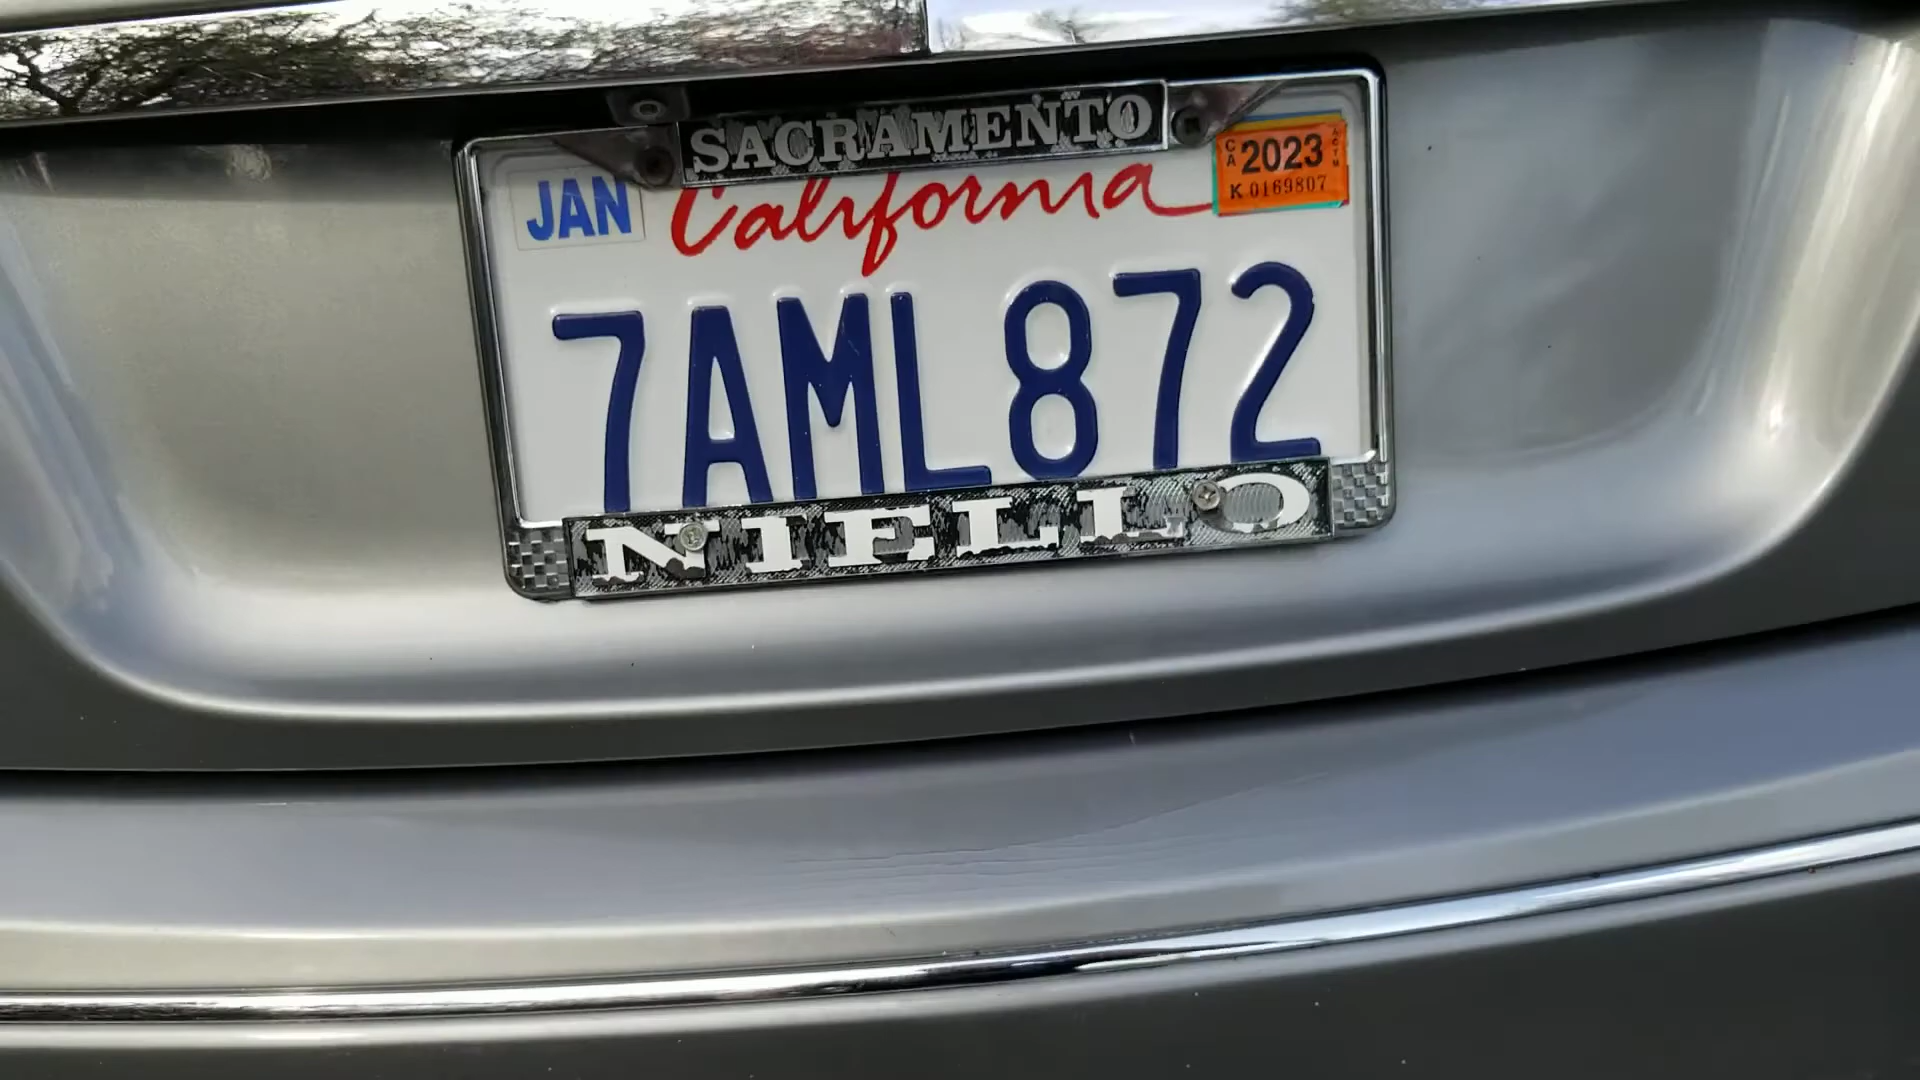 SACRAMENTO
JAN
California
CA 2023
K 0169807
7AML872
NIELLO